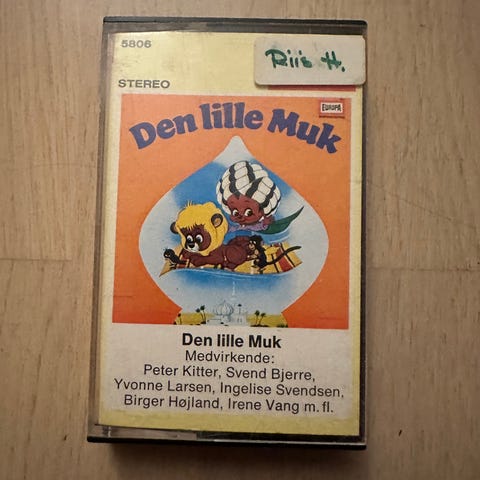 5806
Riis H.
STEREO
EUROPA
Den lille Muk
Den lille Muk
Medvirkende:
Peter Kitter, Svend Bjerre,
Yvonne Larsen, Ingelise Svendsen,
Birger Højland, Irene Vang m. fl.